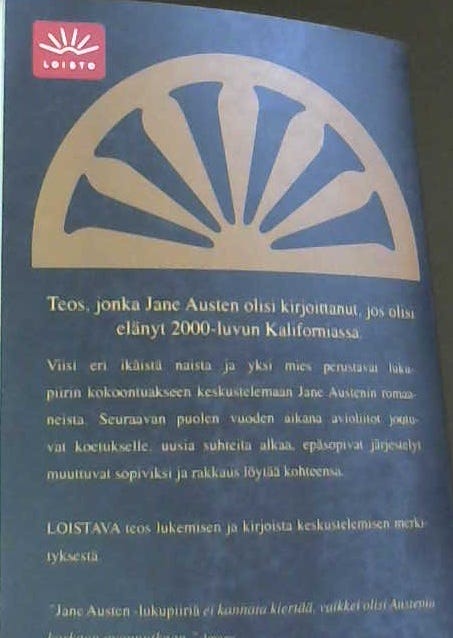 LOISTO
Teos, jonka Jane Austen olisi kirjoittanut, jos olisi
elänyt 2000-luvun Kaliforniassa.
Viisi eri ikäistä naista ja yksi mies perustavat luku-
piirin kokoontuakseen keskustelemaan Jane Austenin romaa-
neista. Seuraavan puolen vuoden aikana avioliitot joutu-
vat koetukselle, uusia suhteita alkaa, epäsopivat järjestelyt
muuttuvat sopiviksi ja rakkaus löytää kohteensa.
LOISTAVA teos lukemisen ja kirjoista keskustelemisen merki-
tyksestä.
"Jane Austen -lukupiiriä ei kannata kiertää, vaikkei olisi Austenin